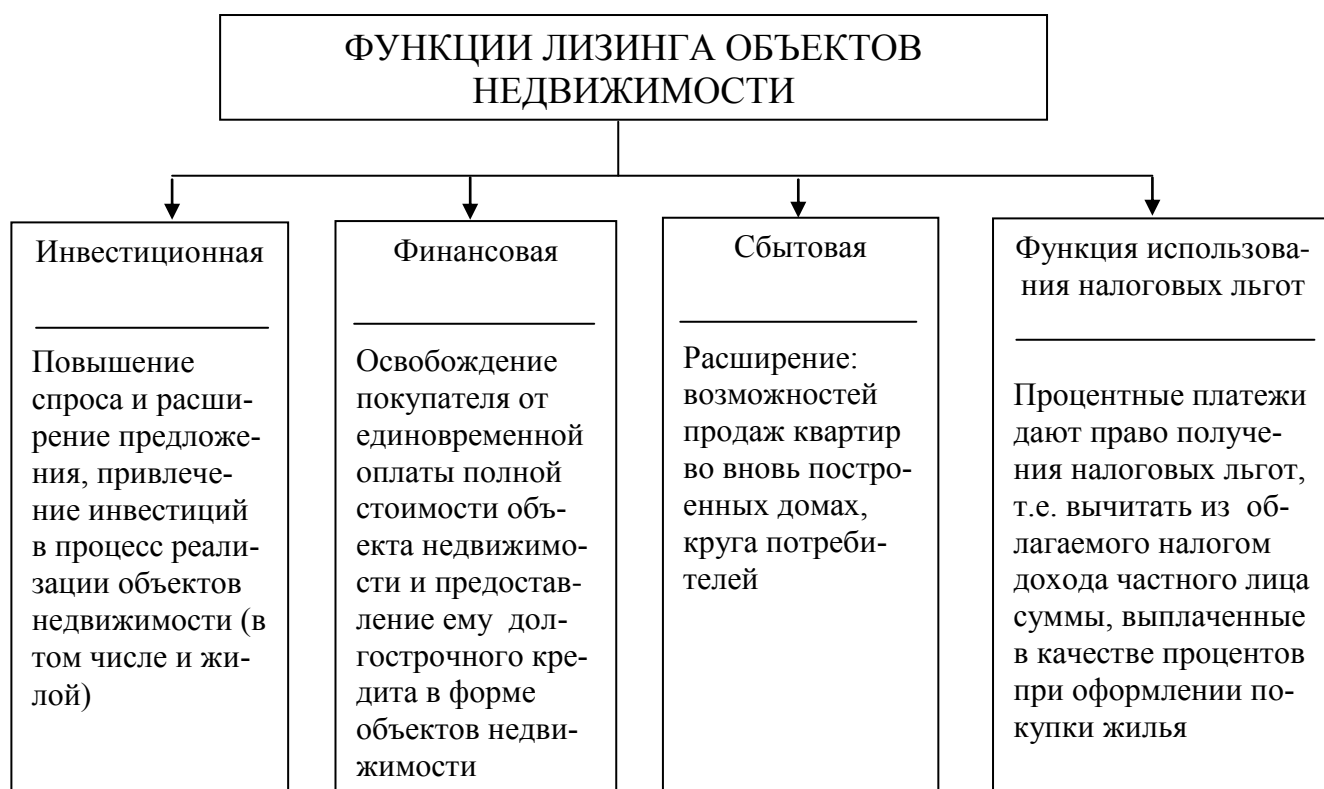 ФУНКЦИИ ЛИЗИНГА ОБЪЕКТОВ
НЕДВИЖИМОСТИ
Инвестиционная
Повышение
спроса и расши-
рение предложе-
ния, привлече-
ние инвестиций
в процесс реали-
зации объектов
недвижимости (в
том числе и жи-
лой)
Финансовая
Освобождение
покупателя от
единовременной
оплаты полной
стоимости объ-
екта недвижимо-
сти и предостав-
ление ему дол-
гострочного кре-
дита в форме
объектов недви-
жимости
Сбытовая
Расширение:
возможностей
продаж квартир
во вновь постро-
енных домах,
круга потреби-
телей
Функция использова-
ния налоговых льгот
Процентные платежи
дают право получе-
ния налоговых льгот,
т.е. вычитать из об-
лагаемого налогом
дохода частного лица
суммы, выплаченные
в качестве процентов
при оформлении по-
купки жилья